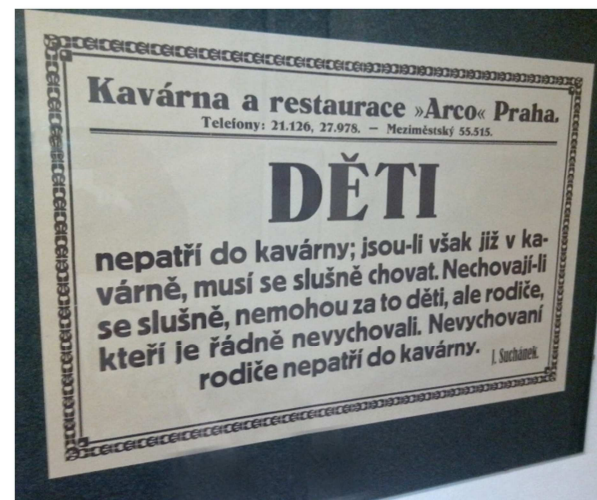 Kavárna a restaurace »Arco« Praha.
Telefony: 21.126, 27.978. — Meziměstský 55.515.
DĚTI
nepatří do kavárny; jsou-li však již v ka-
várně, musí se slušně chovat. Nechovají-li
se slušně, nemohou za to děti, ale rodiče,
kteří je řádně nevychovali. Nevychovaní
rodiče nepatří do kavárny.
J. Suchánek.